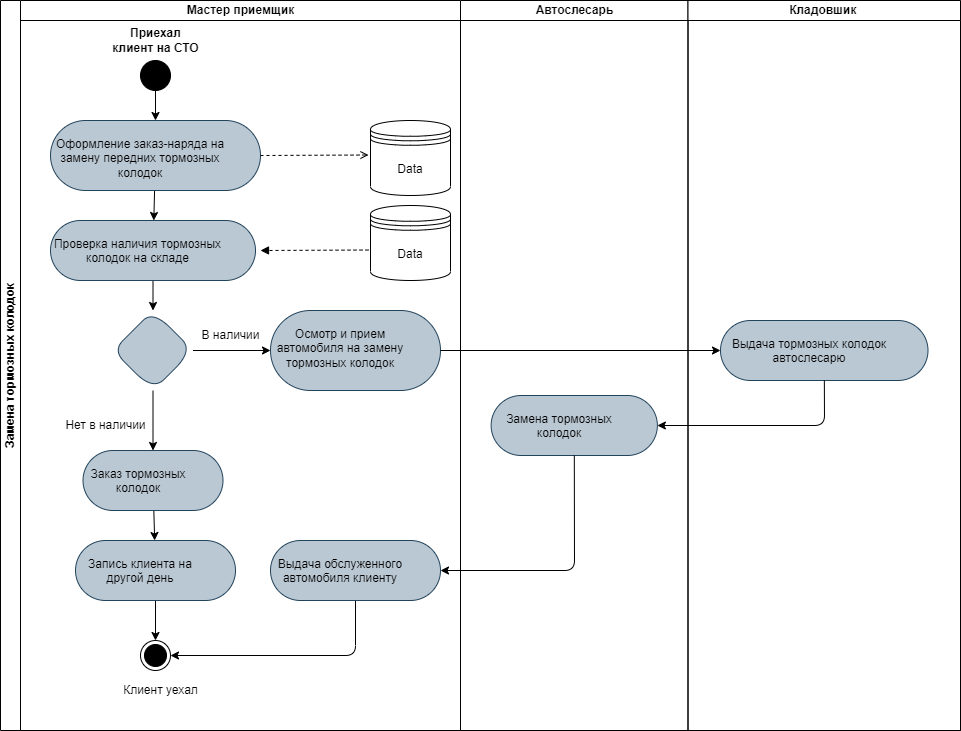 Мастер приемщик
Автослесарь
Кладовшик
Замена тормозных колодок
Приехал
клиент на СТО
Оформление заказ-наряда на
замену передних тормозных
колодок
Data
Проверка наличия тормозных
колодок на складе
Data
В наличии
Осмотр и прием
автомобиля на замену
тормозных колодок
Выдача тормозных колодок
автослесарю
Замена тормозных
колодок
Нет в наличии
Заказ тормозных
колодок
Запись клиента на
другой день
Выдача обслуженного
автомобиля клиенту
Клиент уехал